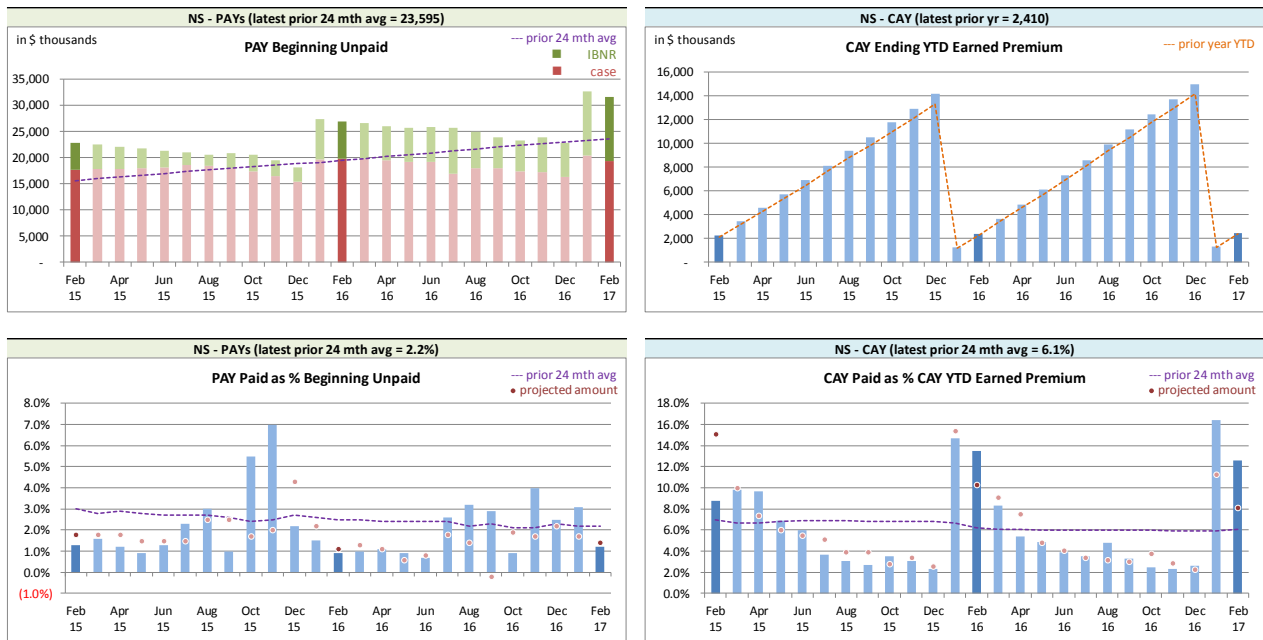 NS - PAYs (latest prior 24 mth avg = 23,595)
in $ thousands
PAY Beginning Unpaid
--- prior 24 mth avg
IBNR
case
35,000
30,000
25,000
20,000
15,000
10,000
5,000
-
Feb Apr Jun Aug Oct Dec Feb Apr Jun Aug Oct Dec Feb
15 15 15 15 15 15 16 16 16 16 16 16 17
NS - CAY (latest prior yr = 2,410)
in $ thousands
CAY Ending YTD Earned Premium
--- prior year YTD
16,000
14,000
12,000
10,000
8,000
6,000
4,000
2,000
-
Feb Apr Jun Aug Oct Dec Feb Apr Jun Aug Oct Dec Feb
15 15 15 15 15 15 16 16 16 16 16 16 17
NS - PAYs (latest prior 24 mth avg = 2.2%)
PAY Paid as % Beginning Unpaid
--- prior 24 mth avg
• projected amount
8.0%
7.0%
6.0%
5.0%
4.0%
3.0%
2.0%
1.0%
0.0%
(1.0%)
Feb Apr Jun Aug Oct Dec Feb Apr Jun Aug Oct Dec Feb
15 15 15 15 15 15 16 16 16 16 16 16 17
NS - CAY (latest prior 24 mth avg = 6.1%)
CAY Paid as % CAY YTD Earned Premium
--- prior 24 mth avg
• projected amount
18.0%
16.0%
14.0%
12.0%
10.0%
8.0%
6.0%
4.0%
2.0%
0.0%
Feb Apr Jun Aug Oct Dec Feb Apr Jun Aug Oct Dec Feb
15 15 15 15 15 15 16 16 16 16 16 16 17